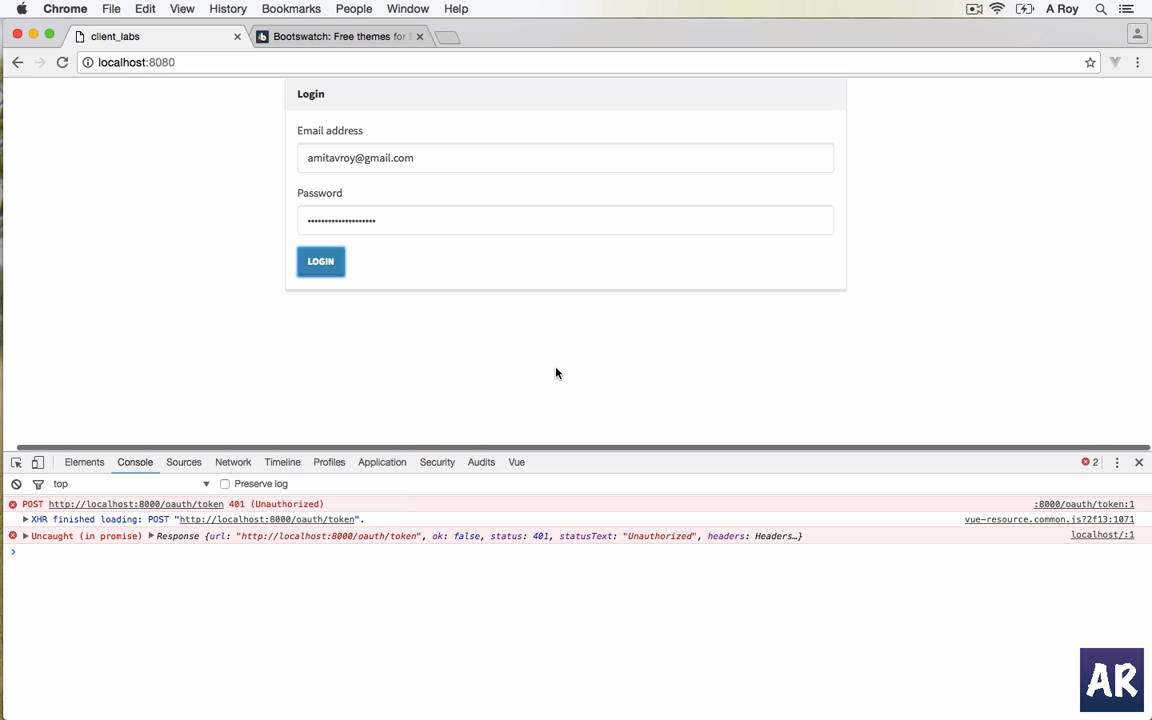 Chrome File Edit View History Bookmarks People Window Help A Roy
client_labs Bootswatch: Free themes for
localhost:8080
Login
Email address
amitavroy@gmail.com
Password
••••••••••••••••••••
LOGIN
Elements Console Sources Network Timeline Profiles Application Security Audits Vue 2
top Preserve log
POST http://localhost:8000/oauth/token 401 (Unauthorized) :8000/oauth/token:1
XHR finished loading: POST "http://localhost:8000/oauth/token". vue-resource.common.js?2f13:1071
Uncaught (in promise) Response {url: "http://localhost:8000/oauth/token", ok: false, status: 401, statusText: "Unauthorized", headers: Headers…} localhost/:1
AR